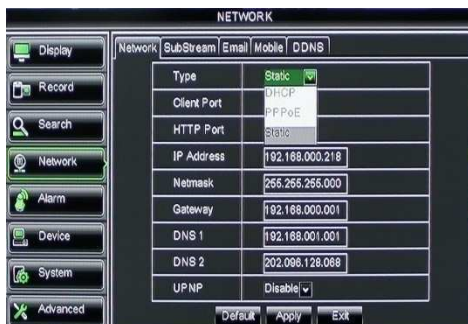 NETWORK
Display
Record
Search
Network
Alarm
Device
System
Advanced
Network SubStream Email Mobile DDNS
Type Static
DHCP
PPPoE
Static
Client Port
HTTP Port
IP Address 192.168.000.218
Netmask 255.255.255.000
Gateway 192.168.000.001
DNS 1 192.168.001.001
DNS 2 202.096.128.068
UPNP Disable
Default Apply Exit